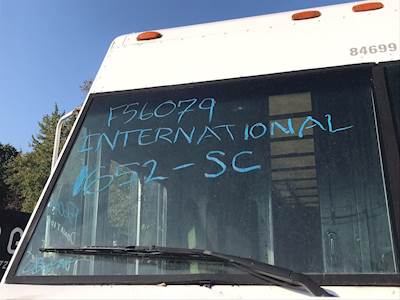 84699
F56079
INTERNATIONAL
1652-SC